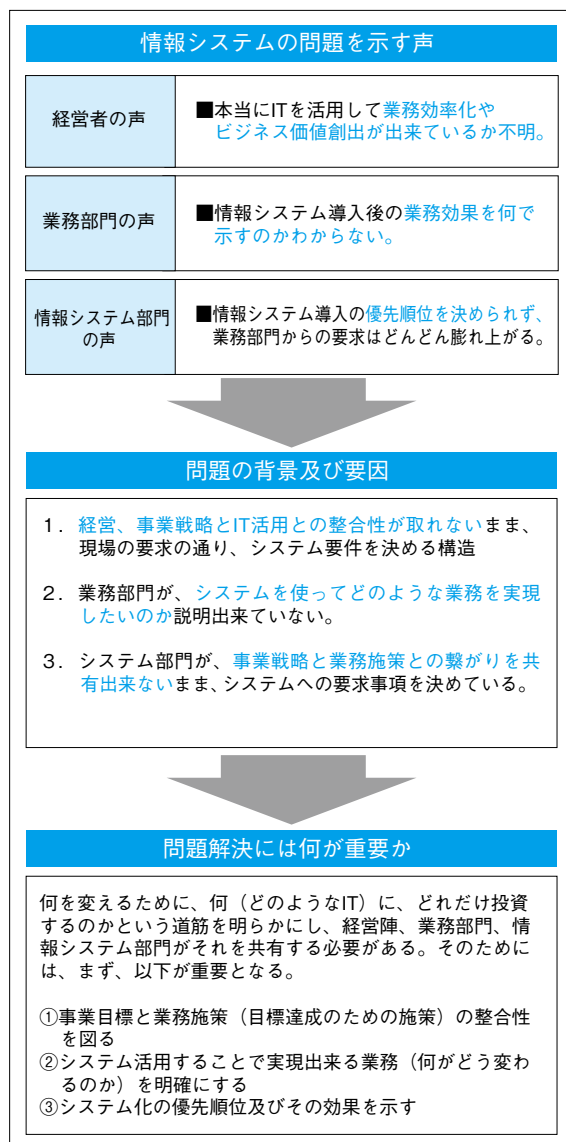 情報システムの問題を示す声
経営者の声
■本当にITを活用して業務効率化や
ビジネス価値創出が出来ているか不明。
業務部門の声
■情報システム導入後の業務効果を何で
示すのかわからない。
情報システム部門
の声
■情報システム導入の優先順位を決められず、
業務部門からの要求はどんどん膨れ上がる。
問題の背景及び要因
1. 経営、事業戦略とIT活用との整合性が取れないまま、
現場の要求の通り、システム要件を決める構造
2. 業務部門が、システムを使ってどのような業務を実現
したいのか説明出来ていない。
3. システム部門が、事業戦略と業務施策との繋がりを共
有出来ないまま、システムへの要求事項を決めている。
問題解決には何が重要か
何を変えるために、何（どのようなIT）に、どれだけ投資
するのかという道筋を明らかにし、経営陣、業務部門、情
報システム部門がそれを共有する必要がある。そのために
は、まず、以下が重要となる。
①事業目標と業務施策（目標達成のための施策）の整合性
を図る
②システム活用することで実現出来る業務（何がどう変わ
るのか）を明確にする
③システム化の優先順位及びその効果を示す